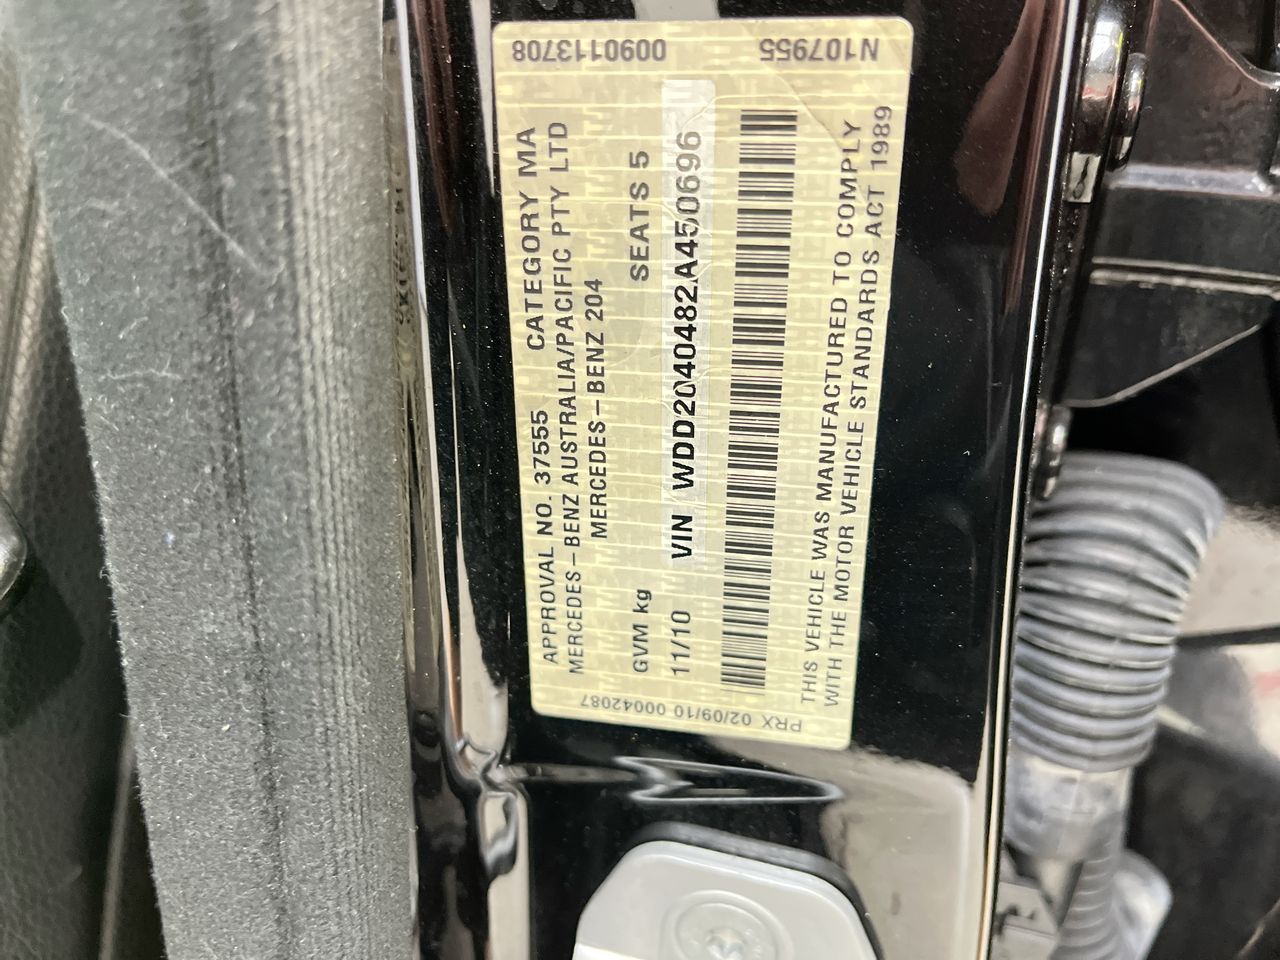 0090113708 N107955
APPROVAL NO. 37555 CATEGORY MA
MERCEDES-BENZ AUSTRALIA/PACIFIC PTY LTD
MERCEDES-BENZ 204
GVM kg SEATS 5
11/10 VIN WDD2040482A450696
THIS VEHICLE WAS MANUFACTURED TO COMPLY
WITH THE MOTOR VEHICLE STANDARDS ACT 1989
PRX 02/09/10 00042087